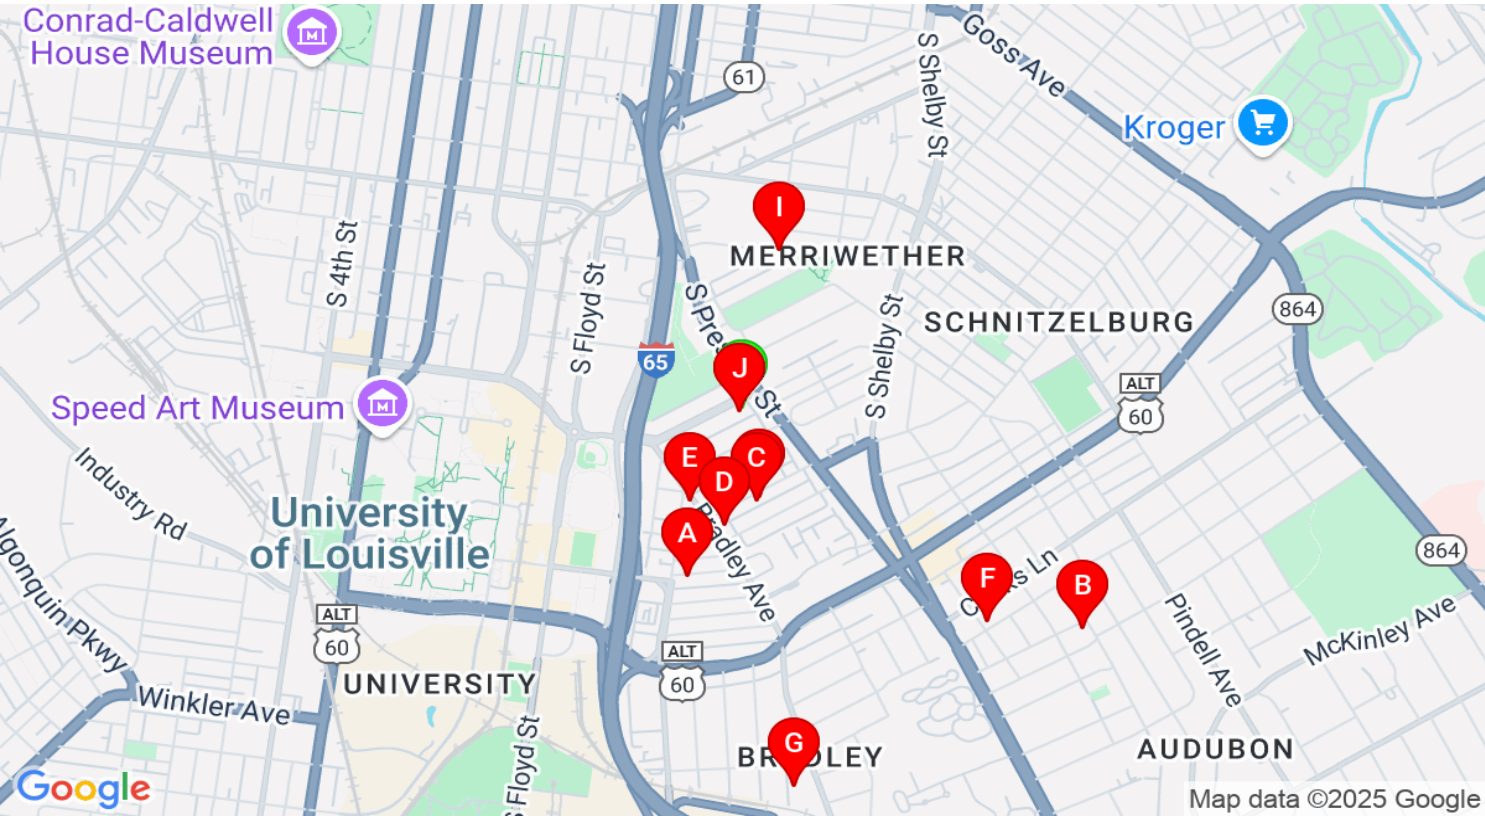 Conrad-Caldwell
House Museum
61
S Shelby St
Goss Ave
Kroger
S 4th St
I
MERRIWETHER
S Floyd St
S Pres
St
SCHNITZELBURG
864
65
J
S Shelby St
ALT
60
Speed Art Museum
Industry Rd
E
C
D
A
University
of Louisville
Bradley Ave
864
F
B
Algonquin Pkwy
ALT
60
Pindell Ave
McKinley Ave
ALT
60
UNIVERSITY
Winkler Ave
S Floyd St
G
AUDUBON
Google
Map data ©2025 Google